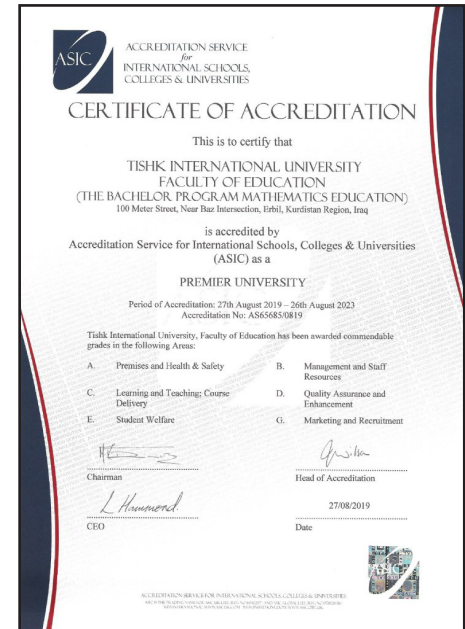 ASIC
ACCREDITATION SERVICE
for
INTERNATIONAL SCHOOLS,
COLLEGES & UNIVERSITIES
CERTIFICATE OF ACCREDITATION
This is to certify that
TISHK INTERNATIONAL UNIVERSITY
FACULTY OF EDUCATION
(THE BACHELOR PROGRAM MATHEMATICS EDUCATION)
100 Meter Street, Near Baz Intersection, Erbil, Kurdistan Region, Iraq
is accredited by
Accreditation Service for International Schools, Colleges & Universities
(ASIC) as a
PREMIER UNIVERSITY
Period of Accreditation: 27th August 2019 – 26th August 2023
Accreditation No: AS65685/0819
Tishk International University, Faculty of Education has been awarded commendable
grades in the following Areas:
A. Premises and Health & Safety
B. Management and Staff
Resources
C. Learning and Teaching; Course
Delivery
D. Quality Assurance and
Enhancement
E. Student Welfare
G. Marketing and Recruitment
Chairman
Head of Accreditation
L Hammond
27/08/2019
CEO
Date
ASIC
ACCREDITATION SERVICE FOR INTERNATIONAL SCHOOLS, COLLEGES & UNIVERSITIES